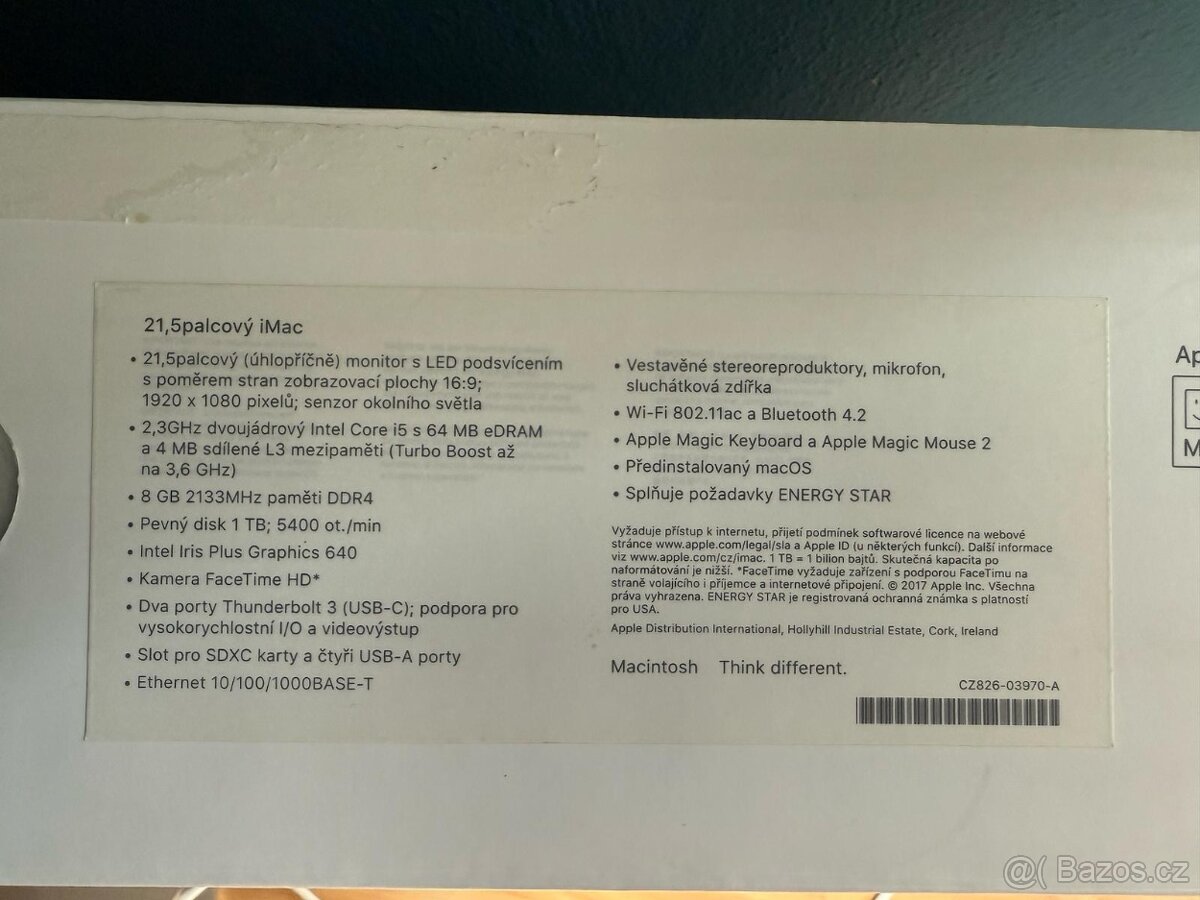 21,5palcový iMac
• 21,5palcový (úhlopříčně) monitor s LED podsvícením
s poměrem stran zobrazovací plochy 16:9;
1920 x 1080 pixelů; senzor okolního světla
• 2,3GHz dvoujádrový Intel Core i5 s 64 MB eDRAM
a 4 MB sdílené L3 mezipaměti (Turbo Boost až
na 3,6 GHz)
• 8 GB 2133MHz paměti DDR4
• Pevný disk 1 TB; 5400 ot./min
• Intel Iris Plus Graphics 640
• Kamera FaceTime HD*
• Dva porty Thunderbolt 3 (USB-C); podpora pro
vysokorychlostní I/O a videovýstup
• Slot pro SDXC karty a čtyři USB-A porty
• Ethernet 10/100/1000BASE-T
• Vestavěné stereoreproduktory, mikrofon,
sluchátková zdířka
• Wi-Fi 802.11ac a Bluetooth 4.2
• Apple Magic Keyboard a Apple Magic Mouse 2
• Předinstalovaný macOS
• Splňuje požadavky ENERGY STAR
Vyžaduje přístup k internetu, přijetí podmínek softwarové licence na webové
stránce www.apple.com/legal/sla a Apple ID (u některých funkcí). Další informace
viz www.apple.com/cz/imac. 1 TB = 1 bilion bajtů. Skutečná kapacita po
naformátování je nižší. *FaceTime vyžaduje zařízení s podporou FaceTimu na
straně volajícího i příjemce a internetové připojení. © 2017 Apple Inc. Všechna
práva vyhrazena. ENERGY STAR je registrovaná ochranná známka s platností
pro USA.
Apple Distribution International, Hollyhill Industrial Estate, Cork, Ireland
Macintosh Think different.
CZ826-03970-A
Ap
M
@( Bazos.cz